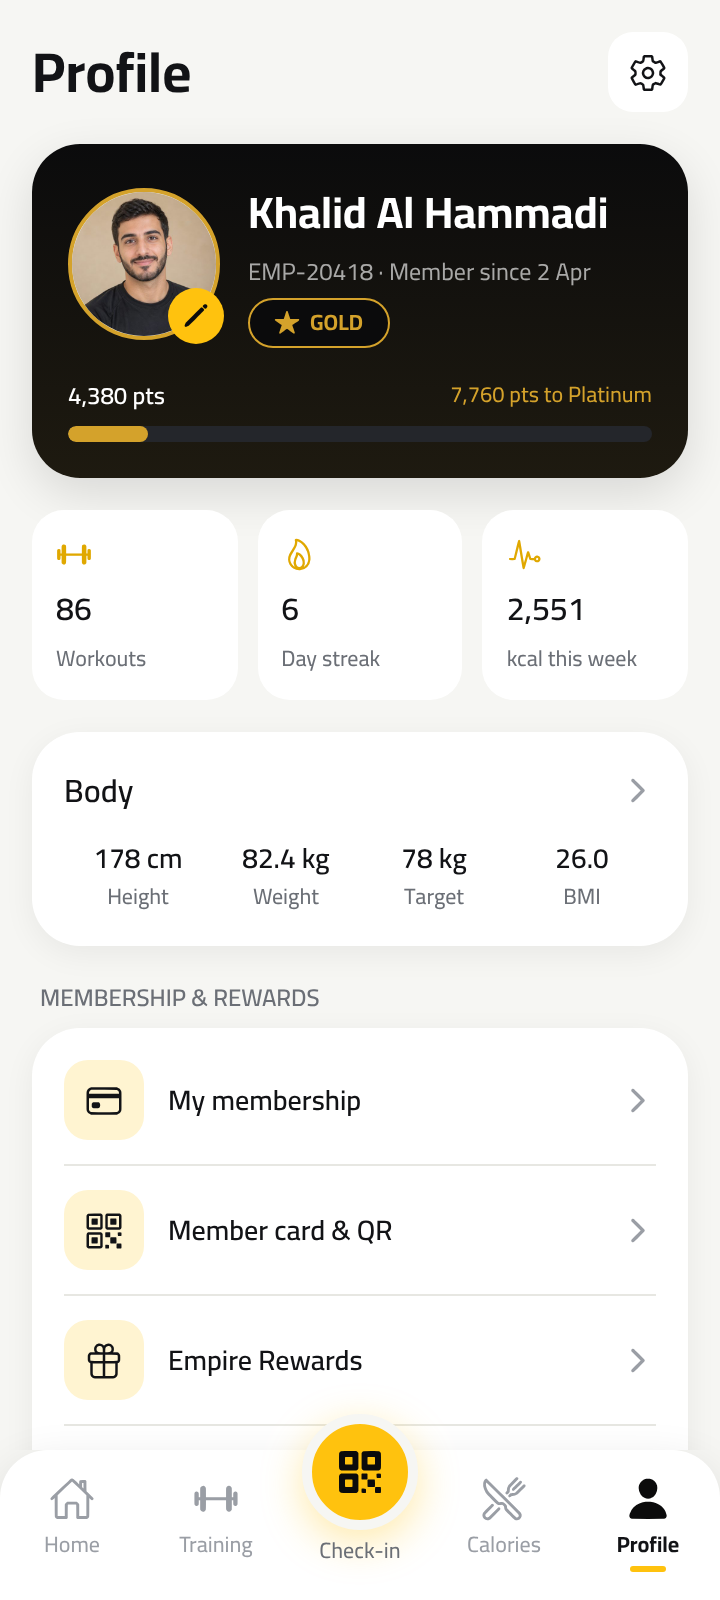 Profile
Khalid Al Hammadi
EMP-20418 · Member since 2 Apr
GOLD
4,380 pts
7,760 pts to Platinum
86
Workouts
6
Day streak
2,551
kcal this week
Body
178 cm
Height
82.4 kg
Weight
78 kg
Target
26.0
BMI
MEMBERSHIP & REWARDS
My membership
Member card & QR
Empire Rewards
Home
Training
Check-in
Calories
Profile